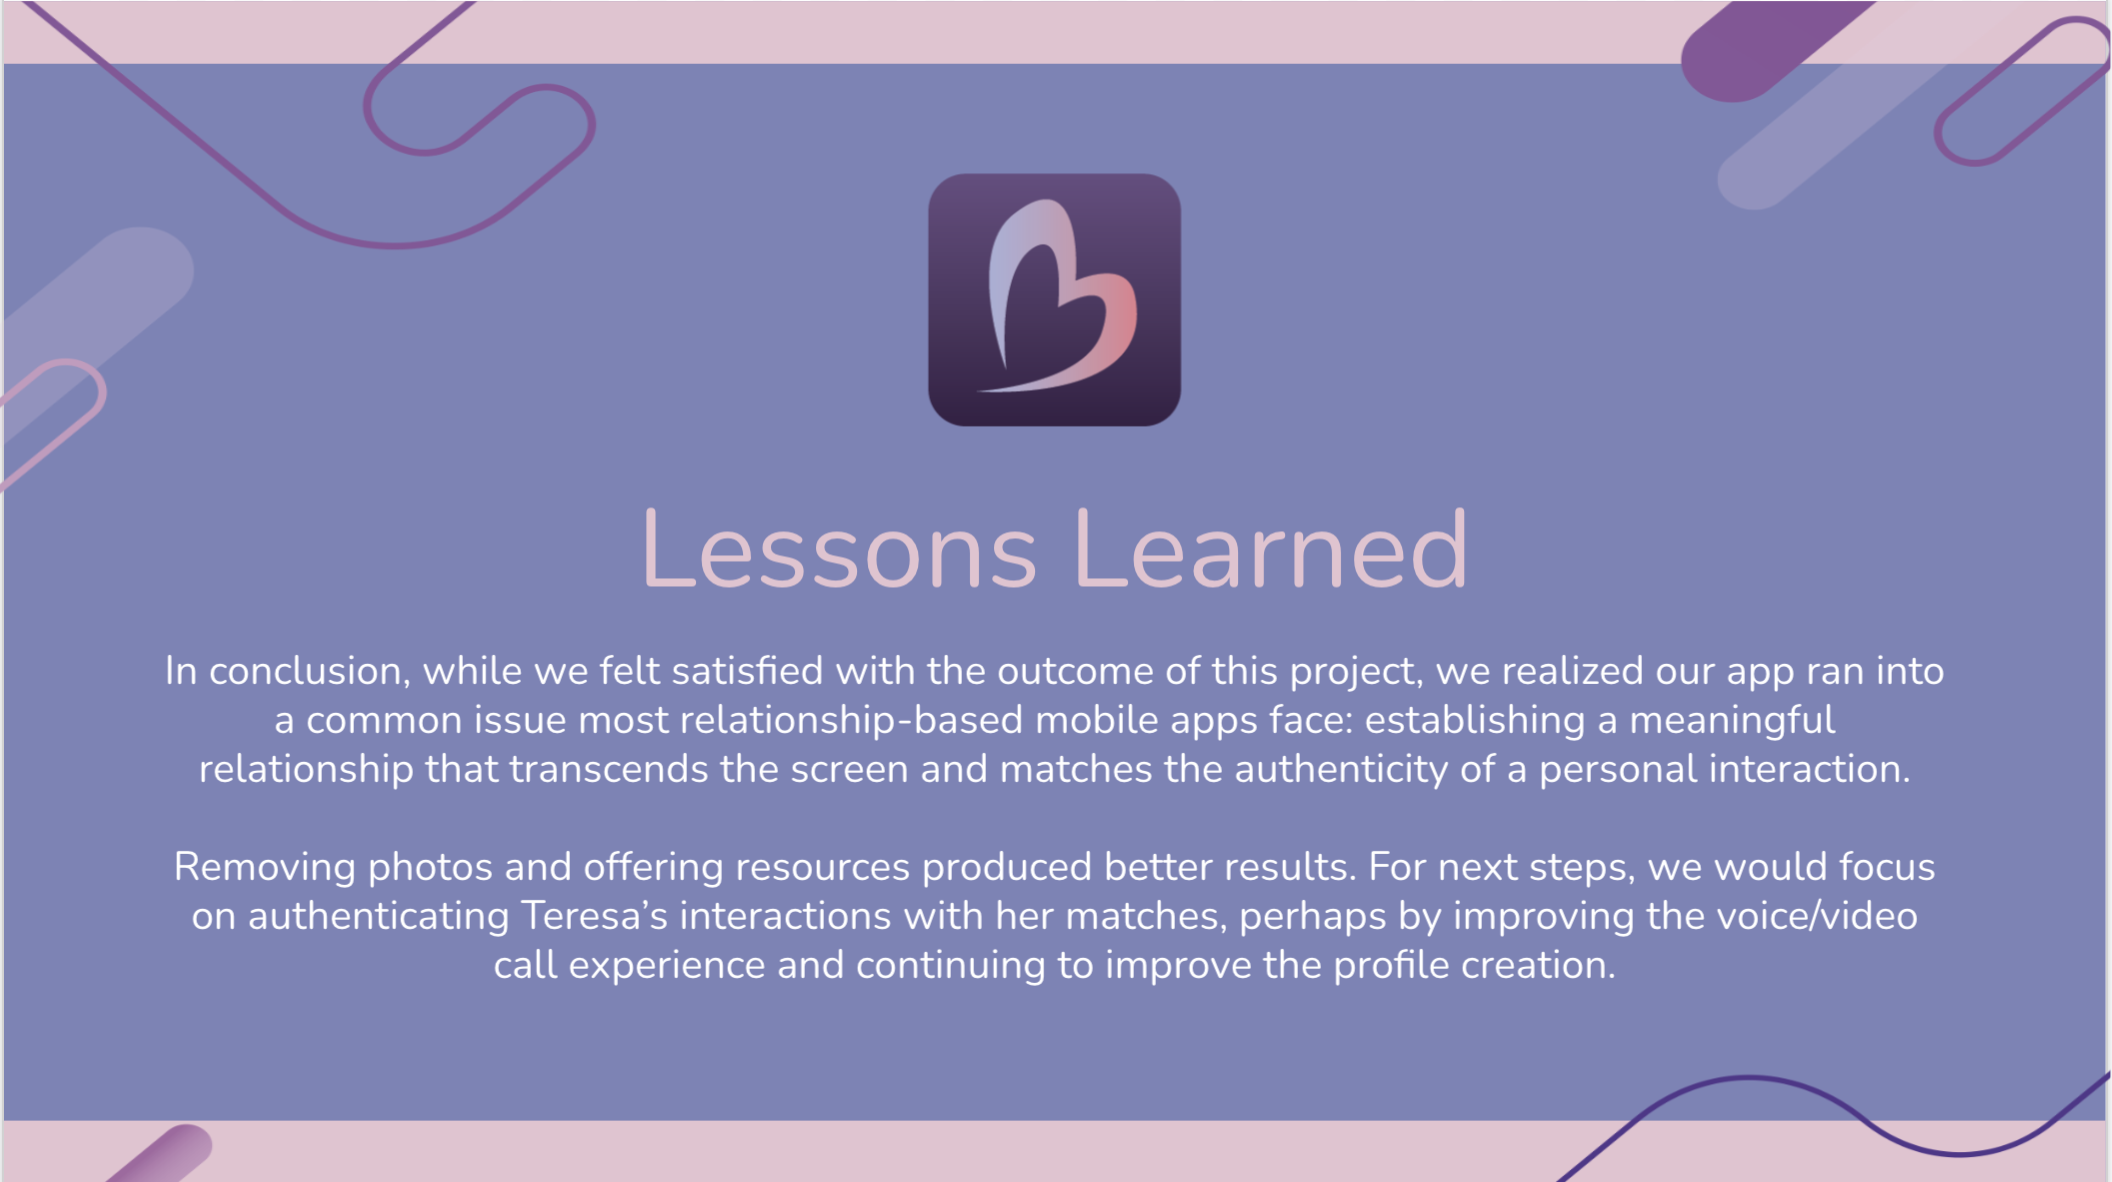 Lessons Learned
In conclusion, while we felt satisfied with the outcome of this project, we realized our app ran into
a common issue most relationship-based mobile apps face: establishing a meaningful
relationship that transcends the screen and matches the authenticity of a personal interaction.
Removing photos and offering resources produced better results. For next steps, we would focus
on authenticating Teresa’s interactions with her matches, perhaps by improving the voice/video
call experience and continuing to improve the profile creation.